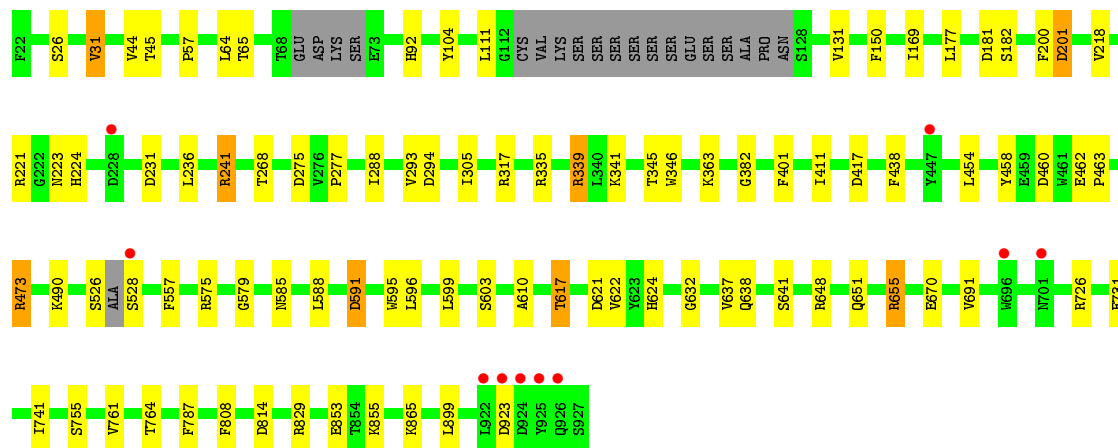 F22 S26 V31 V44 T45 P57 L64 T65 T68 GLU ASP LYS SER E73 H92 Y104 L111 G112 CYS VAL LYS SER SER SER SER SER SER GLU SER SER ALA PRO ASN S128 V131 F150 I169 L177 D181 S182 F200 D201 V218
R221 G222 N223 H224 D228 D231 L236 R241 T268 D275 V276 P277 I288 V293 D294 I305 R317 R335 R339 L340 K341 T345 W346 K363 G382 F401 I411 D417 F438 Y447 L454 Y458 E459 D460 W461 E462 P463
R473 K490 S526 ALA S528 F557 R575 G579 N585 L588 D591 W595 L596 L599 S603 A610 T617 D621 V622 Y623 H624 G632 V637 Q638 S641 R648 Q651 R655 E670 V691 W696 N701 R726
I741 S755 V761 T764 F787 F808 D814 R829 E853 T854 K855 K865 L899 L922 D923 D924 Y925 Q926 S927